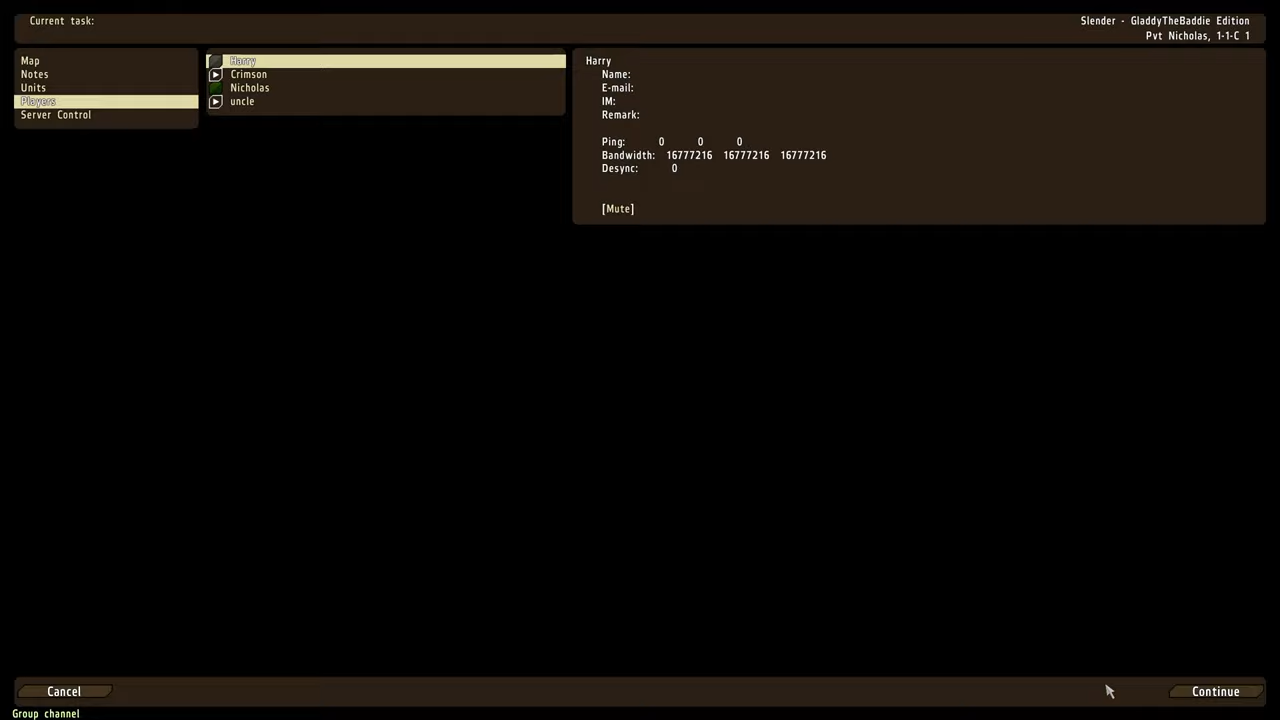 Current task:
Slender - GladdyTheBaddie Edition
Pvt Nicholas, 1-1-C 1
Map
Notes
Units
Players
Server Control
Harry
Crimson
Nicholas
uncle
Harry
Name:
E-mail:
IM:
Remark:
Ping: 0 0 0
Bandwidth: 16777216 16777216 16777216
Desync: 0
[Mute]
Cancel
Continue
Group channel